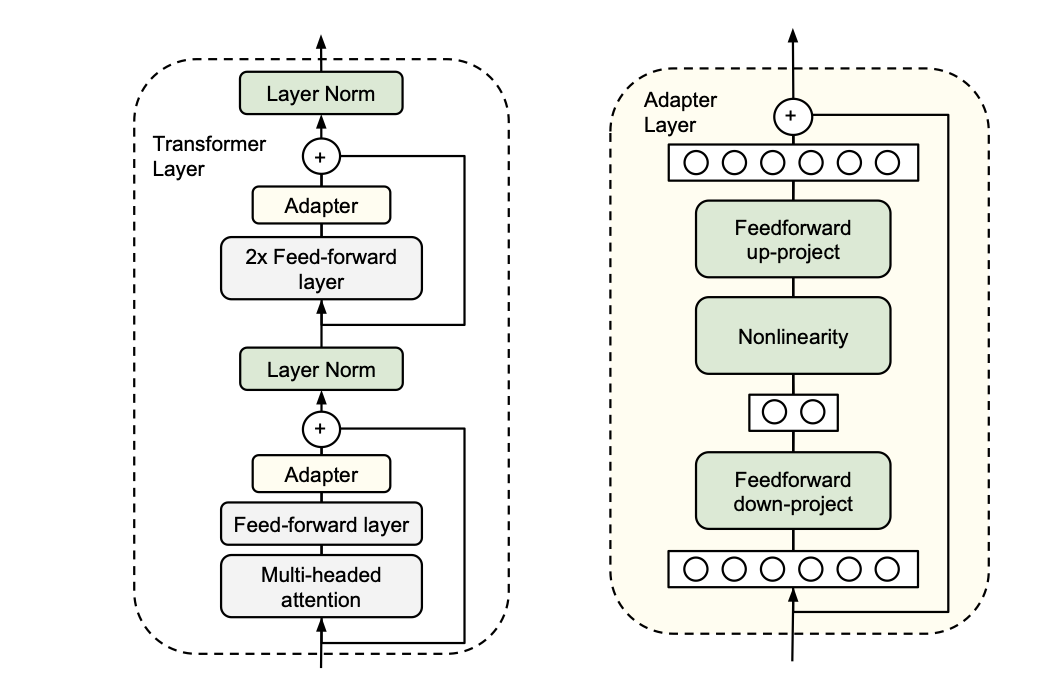 Layer Norm
Transformer
Layer
+
Adapter
2x Feed-forward
layer
Layer Norm
+
Adapter
Feed-forward layer
Multi-headed
attention
Adapter
Layer
+
Feedforward
up-project
Nonlinearity
Feedforward
down-project